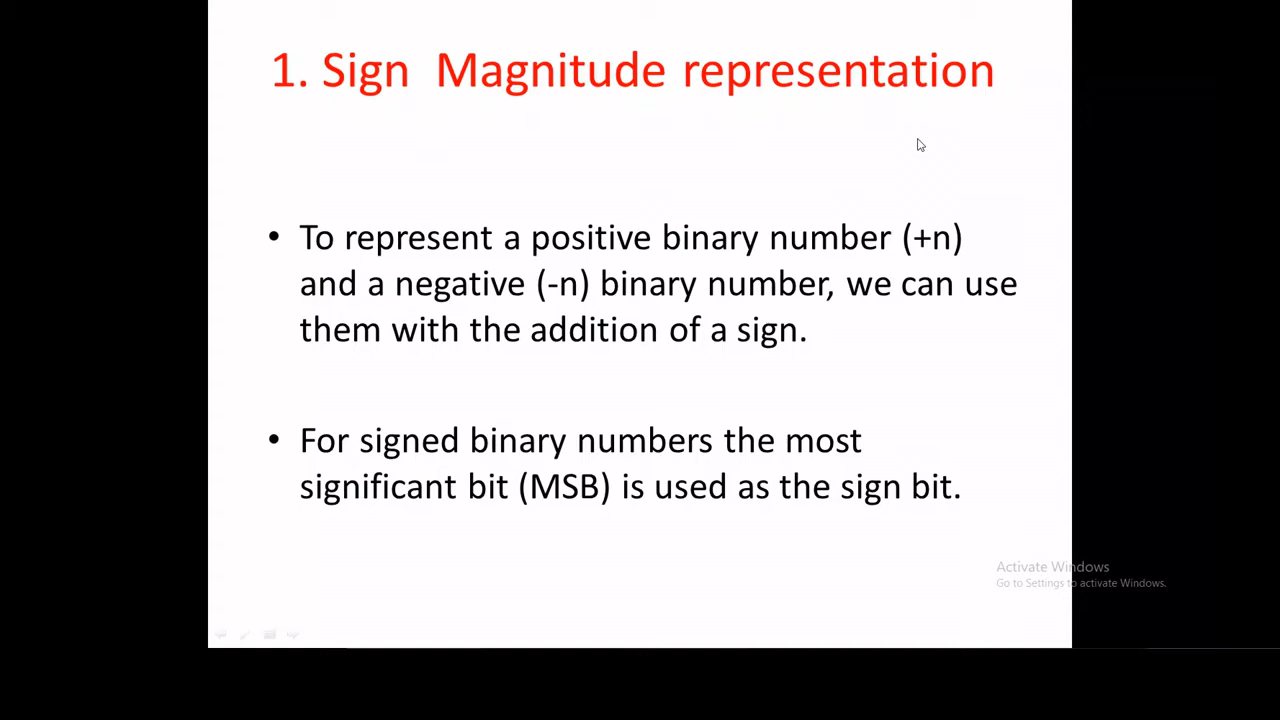 1. Sign  Magnitude representation
• To represent a positive binary number (+n)
and a negative (-n) binary number, we can use
them with the addition of a sign.
• For signed binary numbers the most
significant bit (MSB) is used as the sign bit.
Activate Windows
Go to Settings to activate Windows.